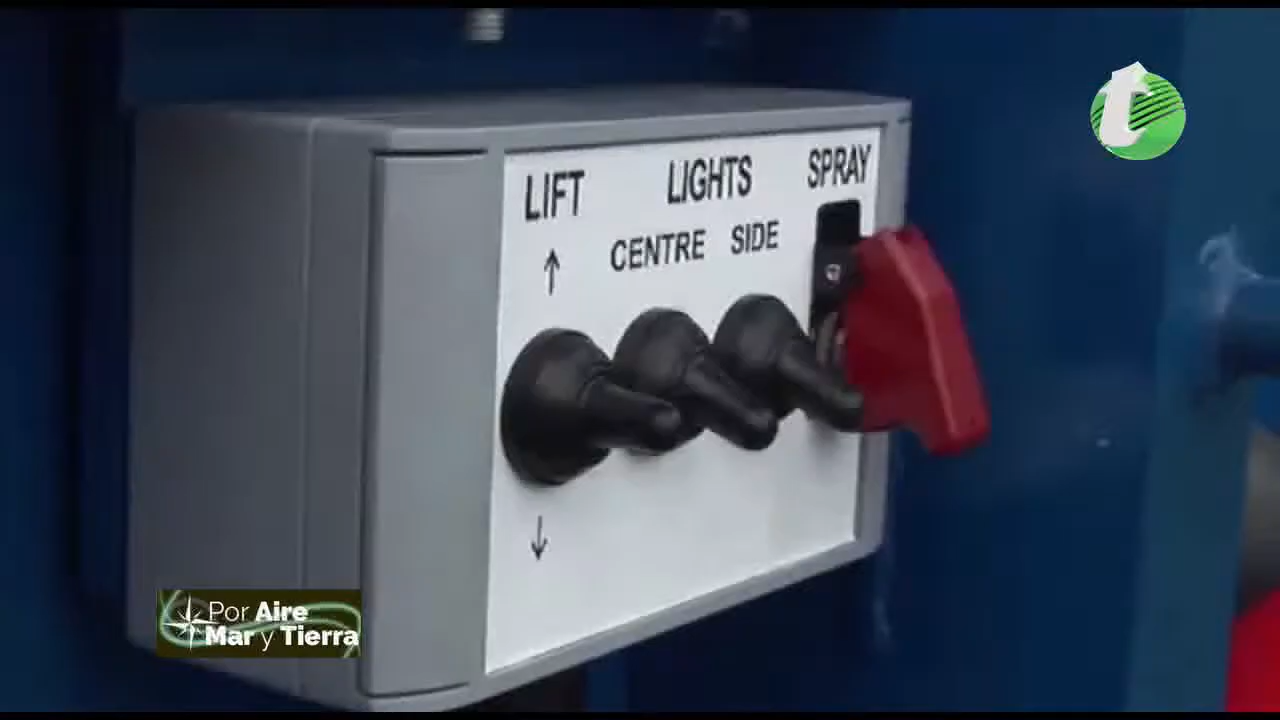 LIFT
LIGHTS
SPRAY
CENTRE SIDE
↑
↓
t
Por Aire
Mar y Tierra